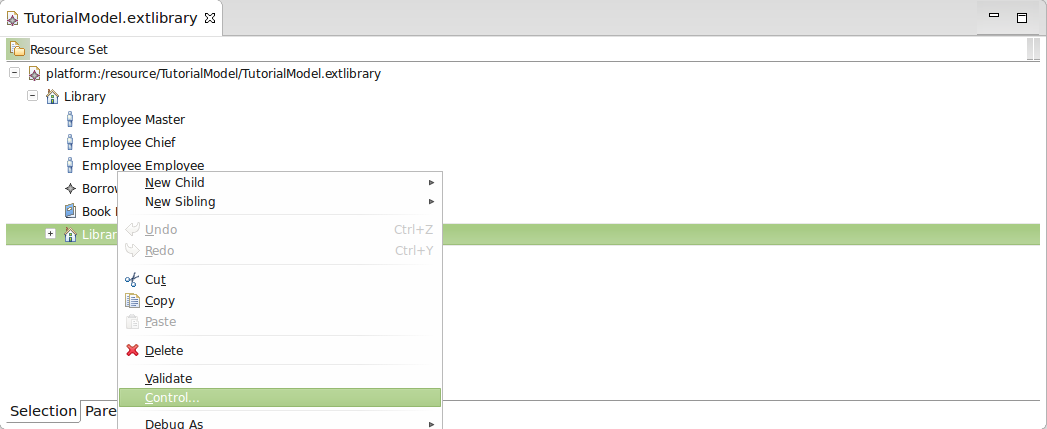 TutorialModel.extlibrary
Resource Set
platform:/resource/TutorialModel/TutorialModel.extlibrary
Library
Employee Master
Employee Chief
Employee Employee
Borrow
Book
Librar
New Child
New Sibling
Undo Ctrl+Z
Redo Ctrl+Y
Cut
Copy
Paste
Delete
Validate
Control...
Debug As
Selection Pare